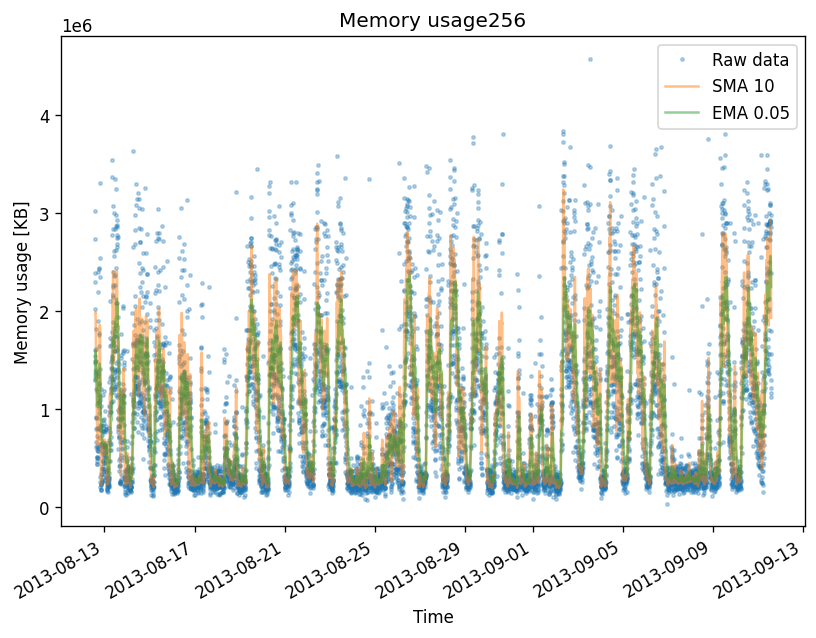 Memory usage256
1e6
Raw data
SMA 10
EMA 0.05
4
3
2
1
0
Memory usage [KB]
2013-08-13
2013-08-17
2013-08-21
2013-08-25
2013-08-29
2013-09-01
2013-09-05
2013-09-09
2013-09-13
Time